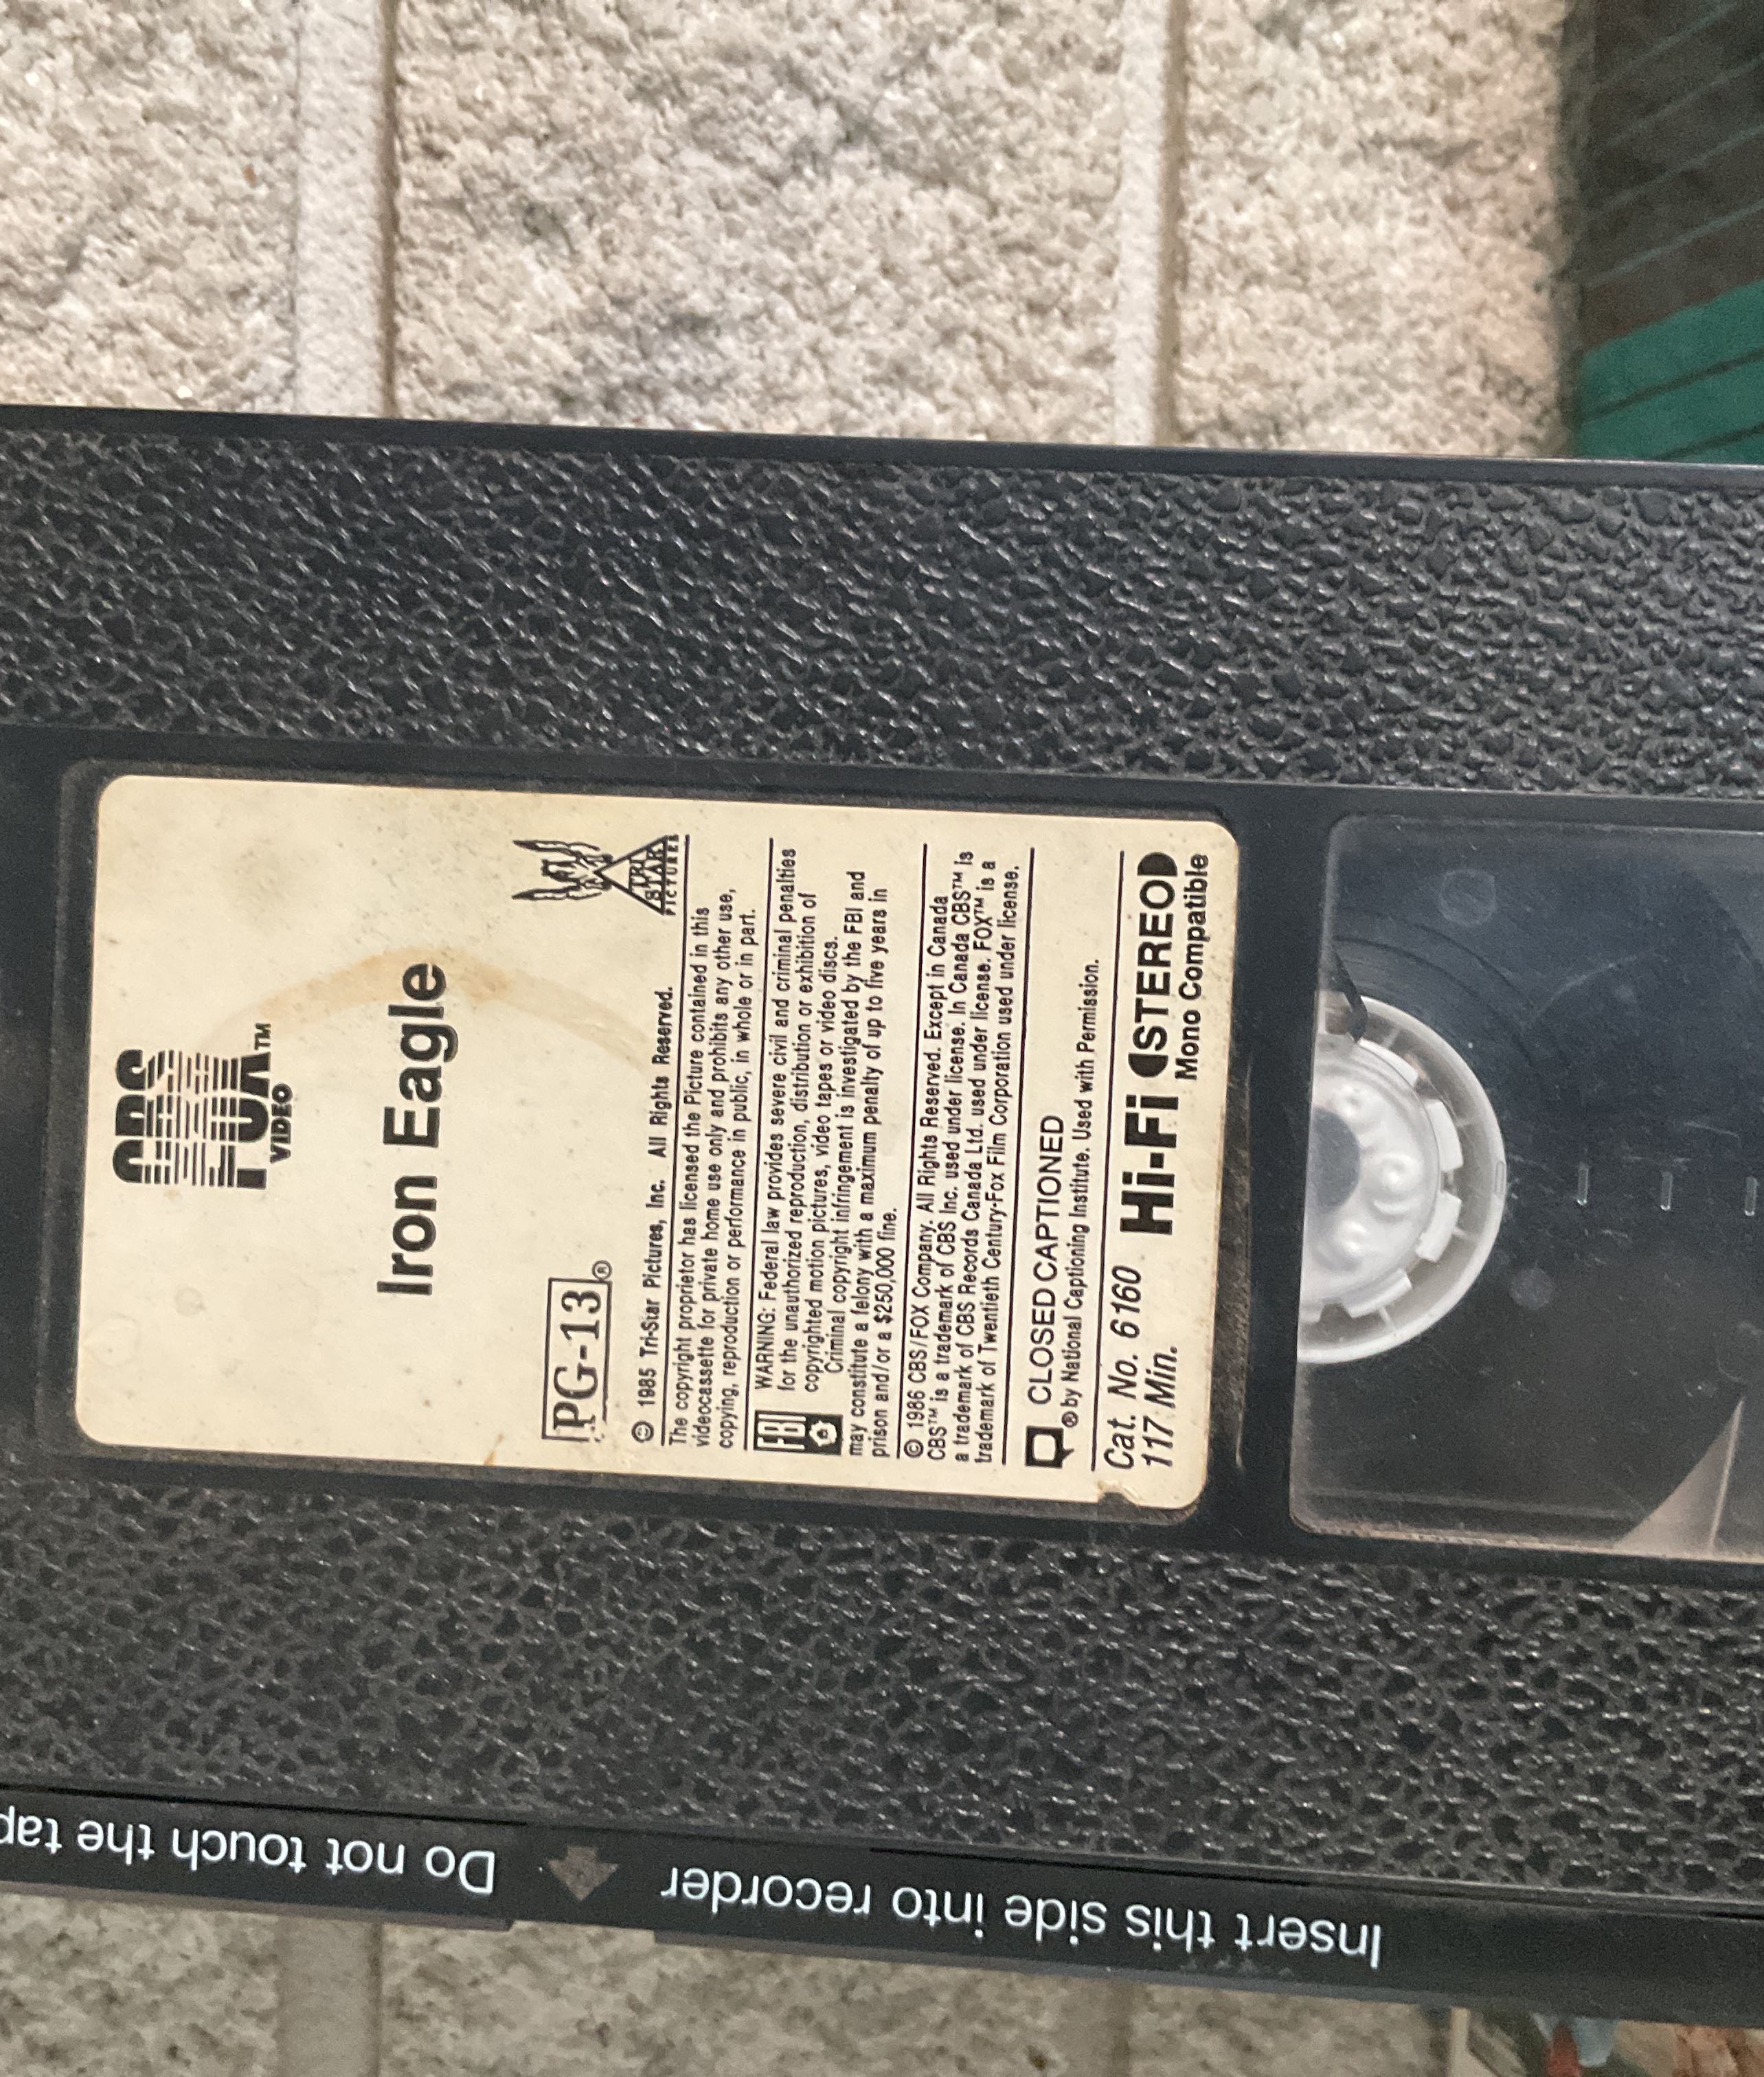 CBS
FOX™
VIDEO
Iron Eagle
PG-13®
TRI
STAR
PICTURES
© 1985 Tri-Star Pictures, Inc. All Rights Reserved.
The copyright proprietor has licensed the Picture contained in this
videocassette for private home use only and prohibits any other use,
copying, reproduction or performance in public, in whole or in part.
FBI
WARNING: Federal law provides severe civil and criminal penalties
for the unauthorized reproduction, distribution or exhibition of
copyrighted motion pictures, video tapes or video discs.
Criminal copyright infringement is investigated by the FBI and
may constitute a felony with a maximum penalty of up to five years in
prison and/or a $250,000 fine.
© 1986 CBS/FOX Company. All Rights Reserved. Except in Canada
CBS™ is a trademark of CBS Inc. used under license. In Canada CBS™ is
a trademark of CBS Records Canada Ltd. used under license. FOX™ is a
trademark of Twentieth Century-Fox Film Corporation used under license.
CLOSED CAPTIONED
® by National Captioning Institute. Used with Permission.
Cat. No. 6160 Hi-Fi STEREO
117 Min. Mono Compatible
Insert this side into recorder
Do not touch the tap